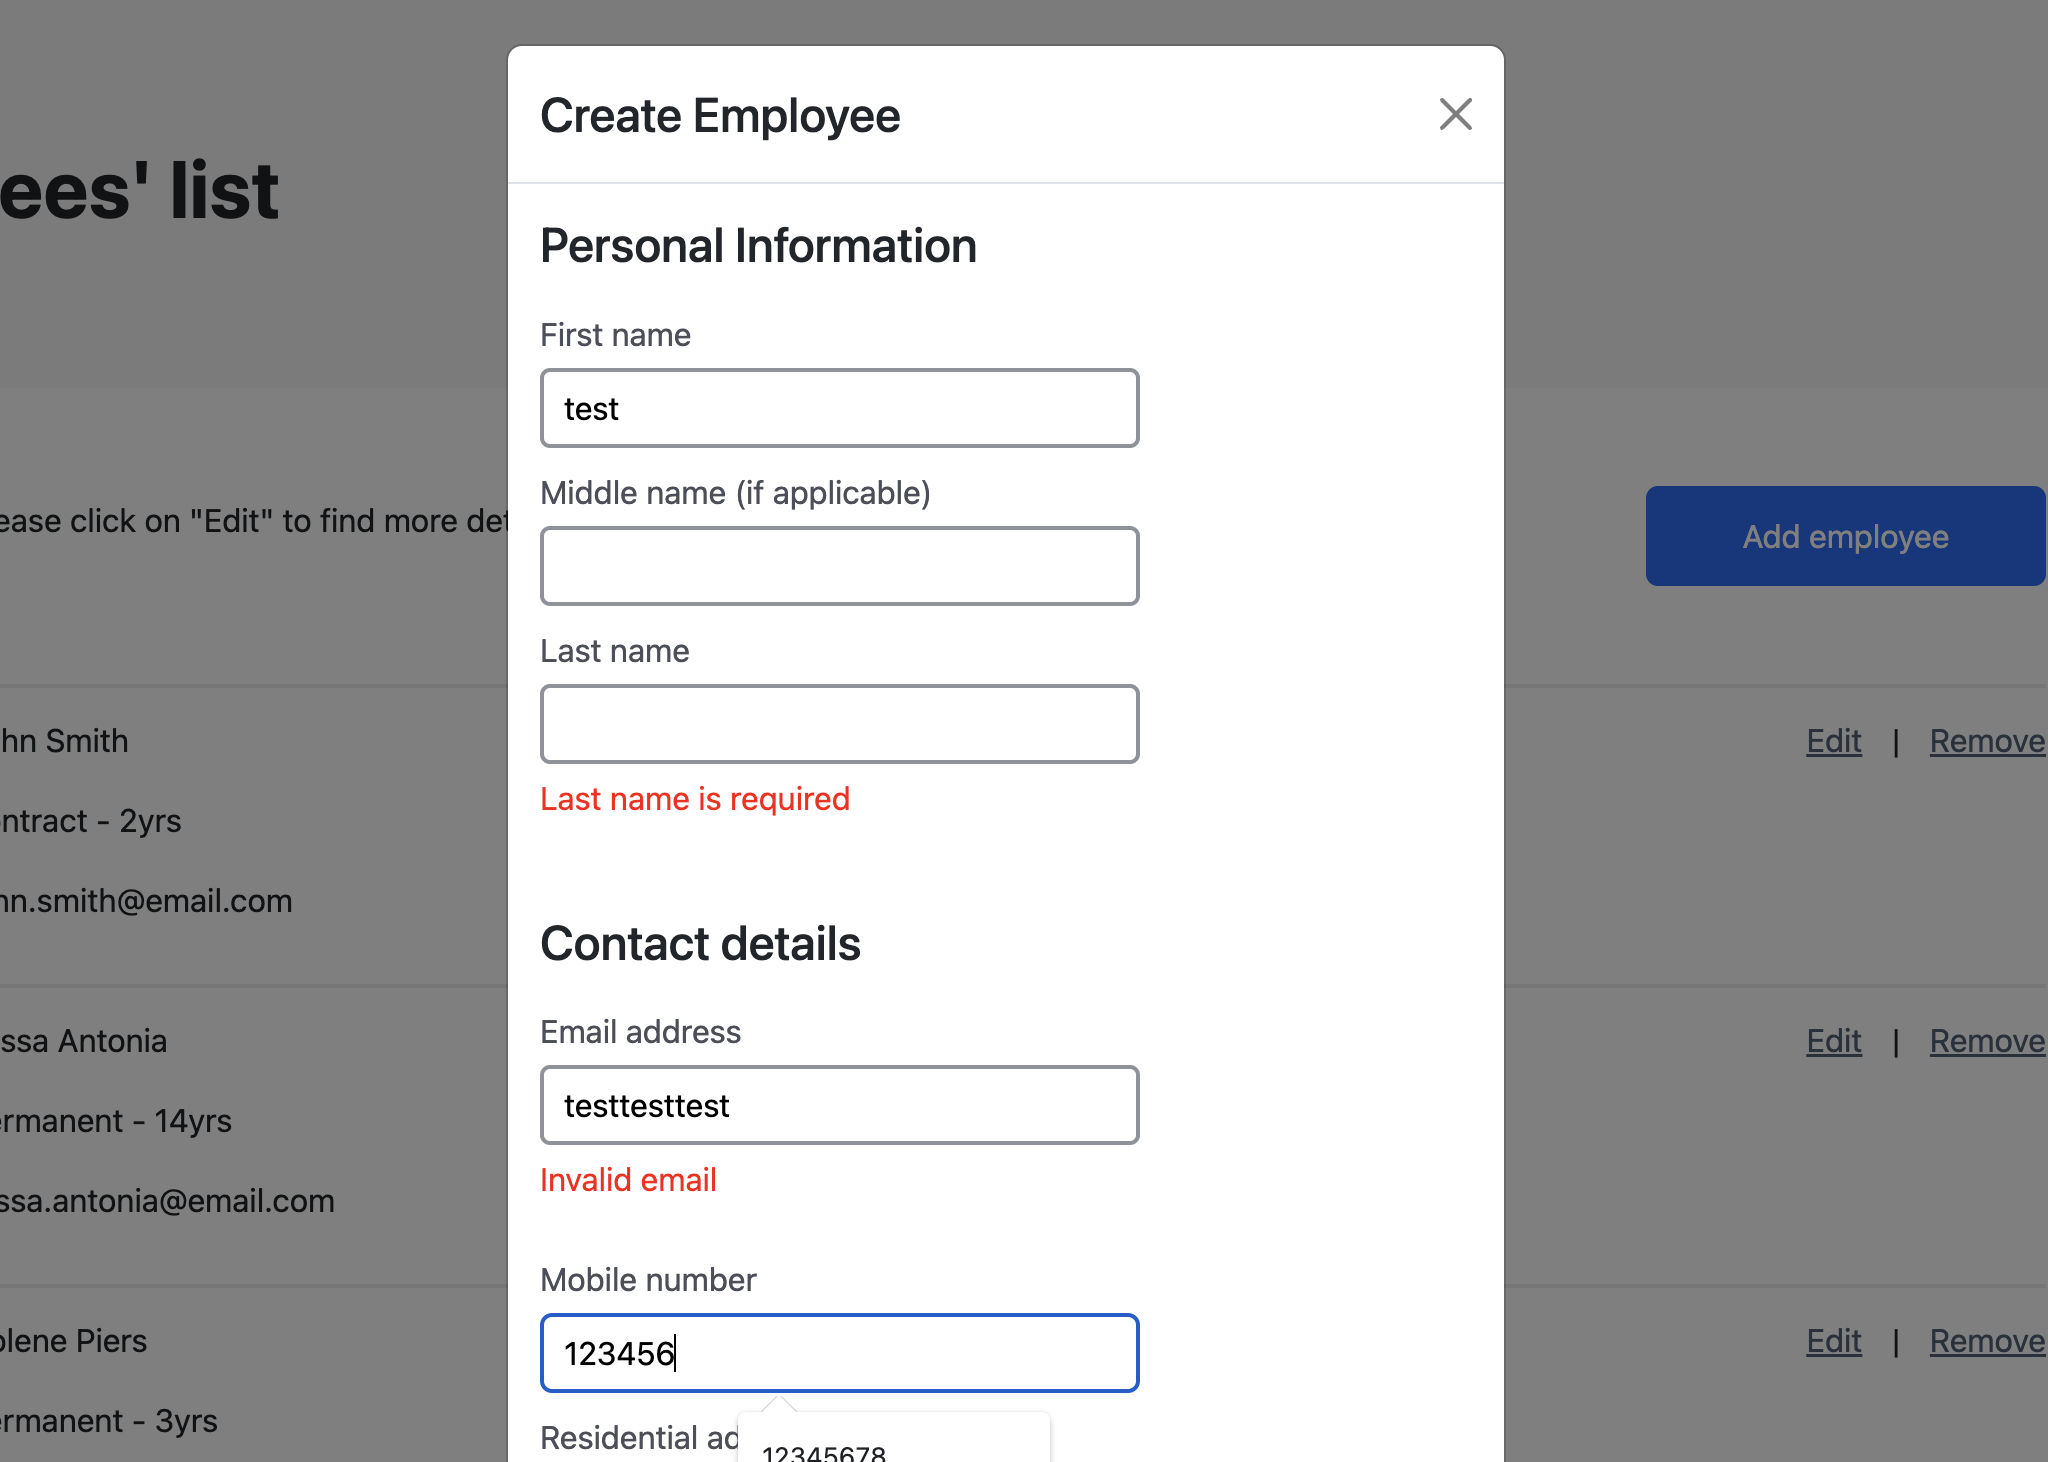 Create Employee
ees' list
Personal Information
First name
test
Middle name (if applicable)
ease click on "Edit" to find more det
Add employee
Last name
hn Smith
Edit | Remove
Last name is required
ntract - 2yrs
nn.smith@email.com
Contact details
Email address
ssa Antonia
Edit | Remove
testtesttest
rmanent - 14yrs
Invalid email
ssa.antonia@email.com
Mobile number
123456
lene Piers
Edit | Remove
rmanent - 3yrs
Residential ad
12345678